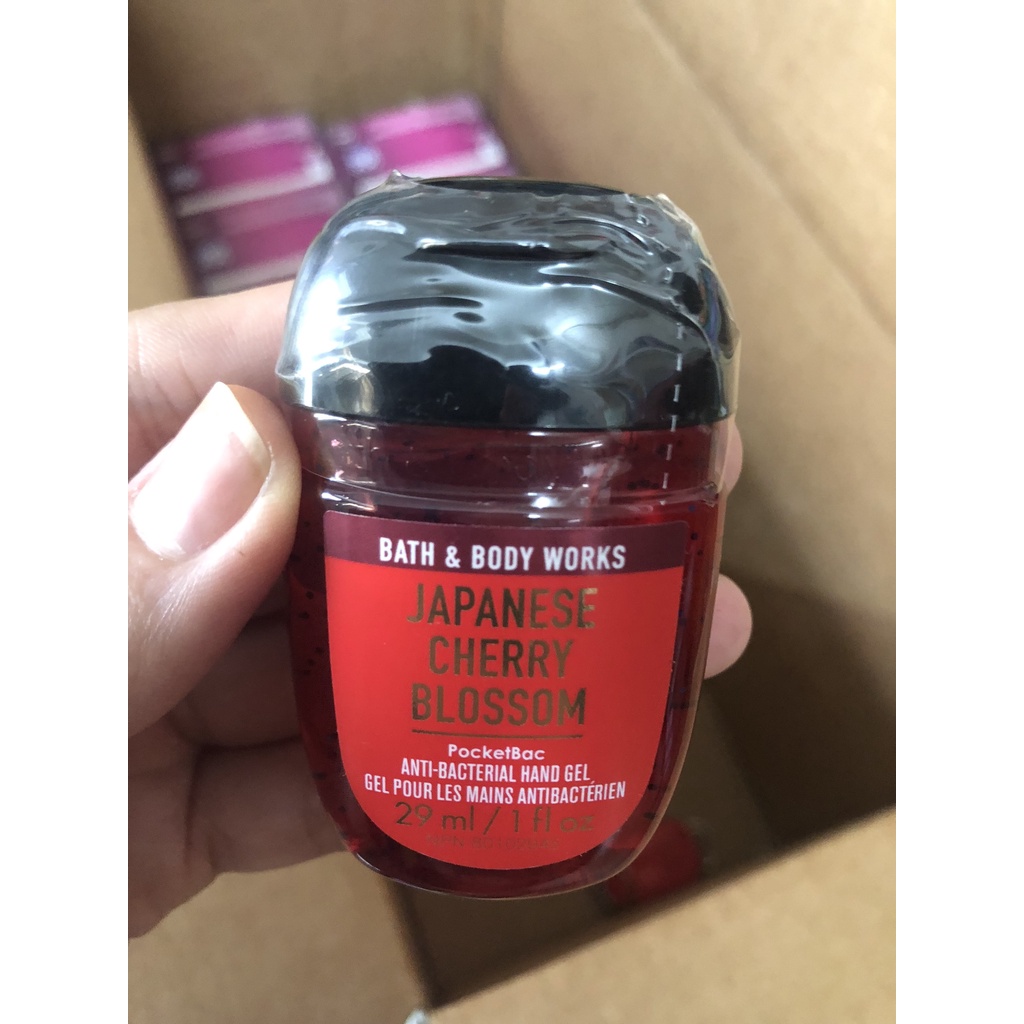 BATH & BODY WORKS
JAPANESE
CHERRY
BLOSSOM
PocketBac
ANTI-BACTERIAL HAND GEL
GEL POUR LES MAINS ANTIBACTÉRIEN
29 ml / 1 fl oz